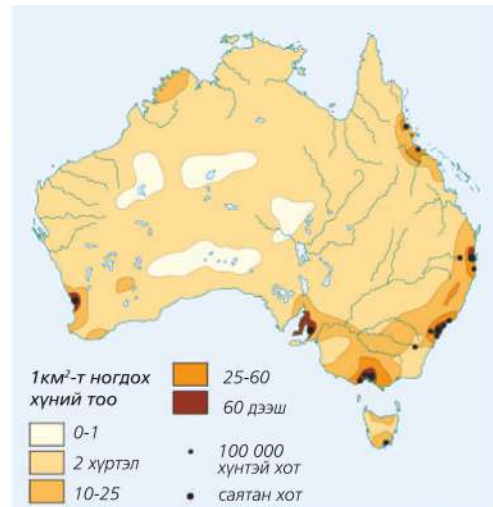 1км²-т ногдох
хүний тоо
0-1
2 хүртэл
10-25
25-60
60 дээш
100 000
хүнтэй хот
саятан хот